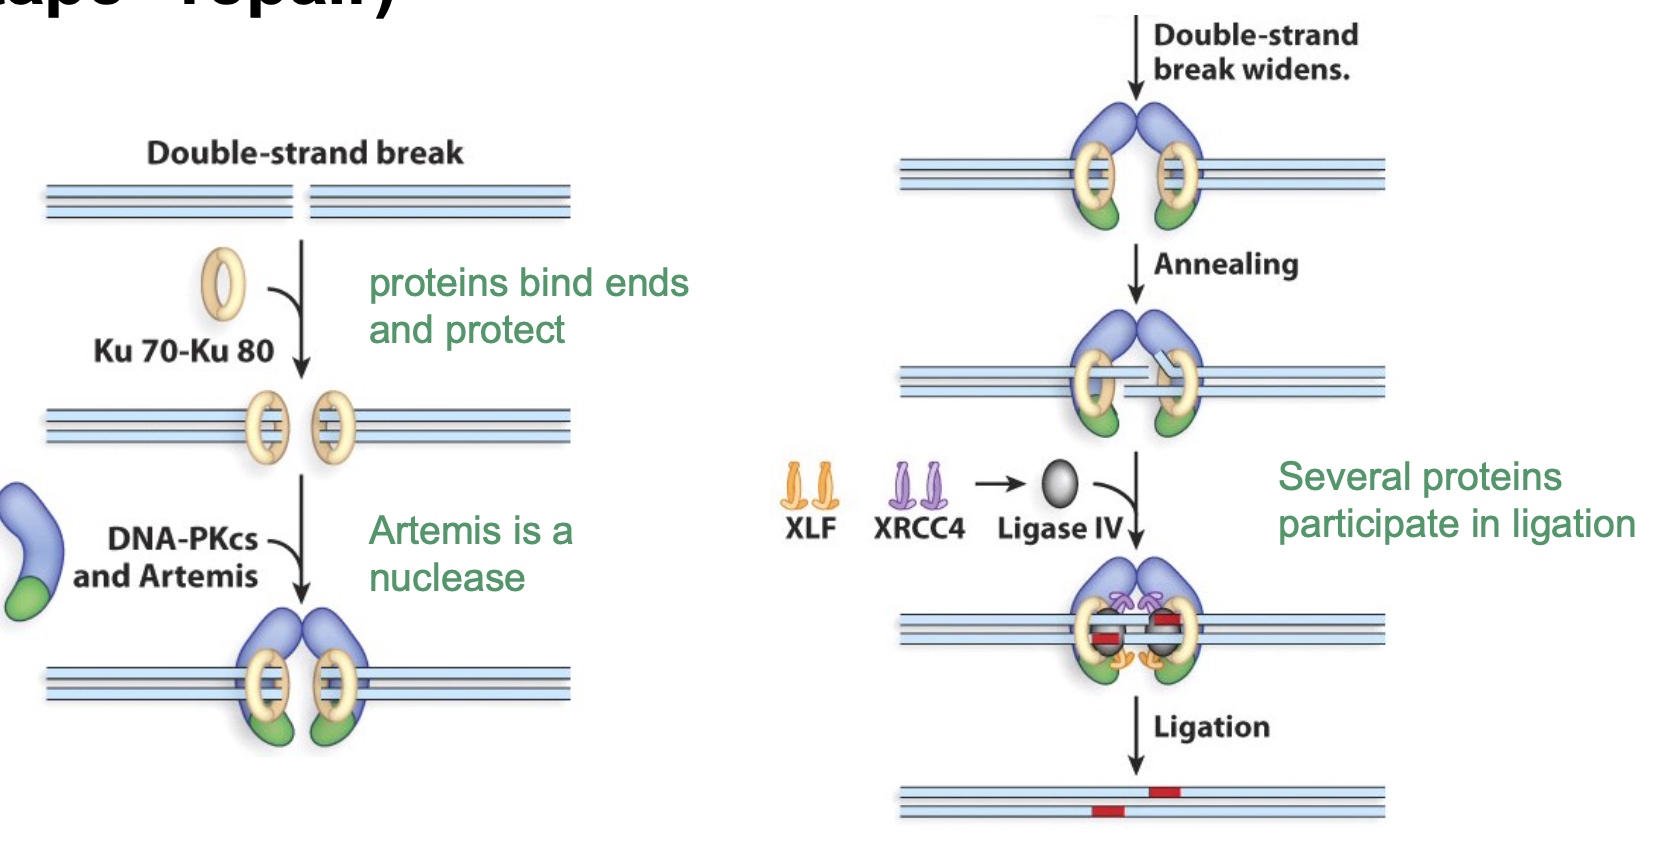 repair)
Double-strand break
Ku 70-Ku 80
proteins bind ends
and protect
DNA-PKcs
and Artemis
Artemis is a
nuclease
Double-strand
break widens.
Annealing
XLF
XRCC4
Ligase IV
Several proteins
participate in ligation
Ligation